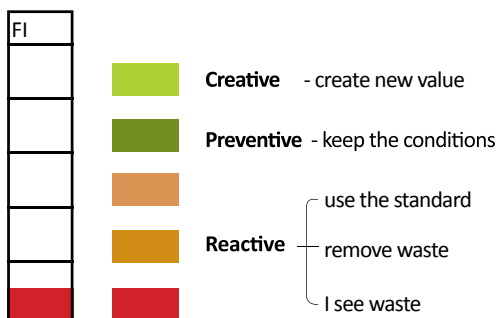 FI
Creative - create new value
Preventive - keep the conditions
use the standard
Reactive remove waste
I see waste